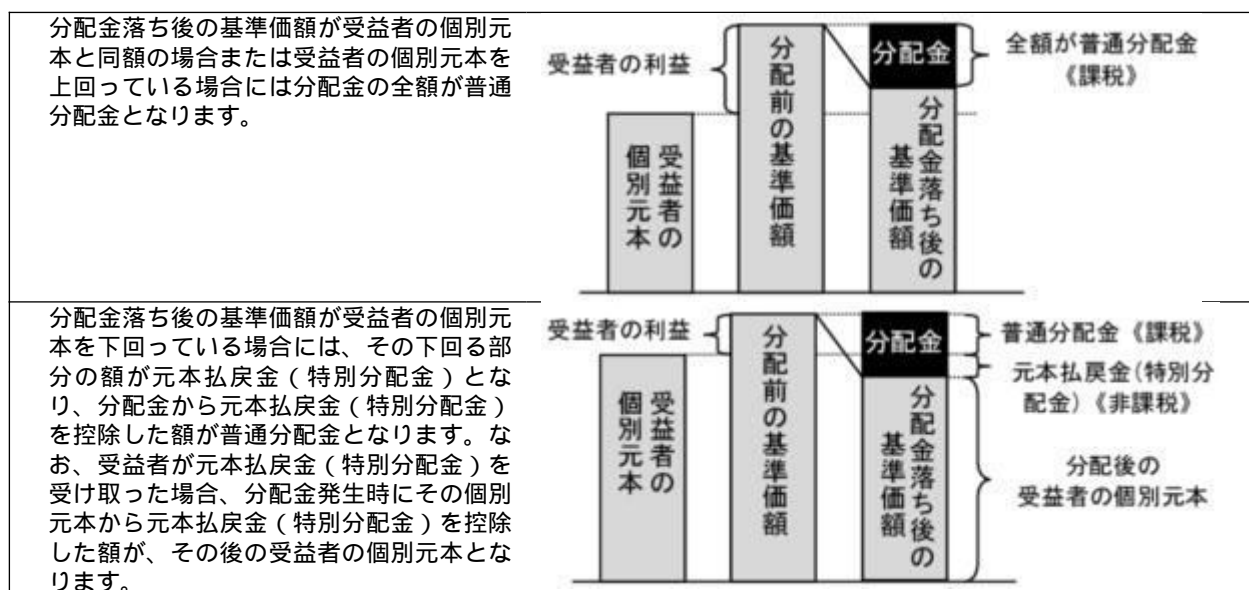 分配金落ち後の基準価額が受益者の個別元
本と同額の場合または受益者の個別元本を
上回っている場合には分配金の全額が普通
分配金となります。
受益者の利益
受益者の
個別元本
分配前の基準価額
分配金
分配金落ち後の
基準価額
全額が普通分配金
《課税》
分配金落ち後の基準価額が受益者の個別元
本を下回っている場合には、その下回る部
分の額が元本払戻金（特別分配金）とな
り、分配金から元本払戻金（特別分配金）
を控除した額が普通分配金となります。な
お、受益者が元本払戻金（特別分配金）を
受け取った場合、分配金発生時にその個別
元本から元本払戻金（特別分配金）を控除
した額が、その後の受益者の個別元本とな
ります。
受益者の利益
受益者の
個別元本
分配前の基準価額
分配金
分配金落ち後の
基準価額
普通分配金《課税》
元本払戻金(特別分
配金)《非課税》
分配後の
受益者の個別元本